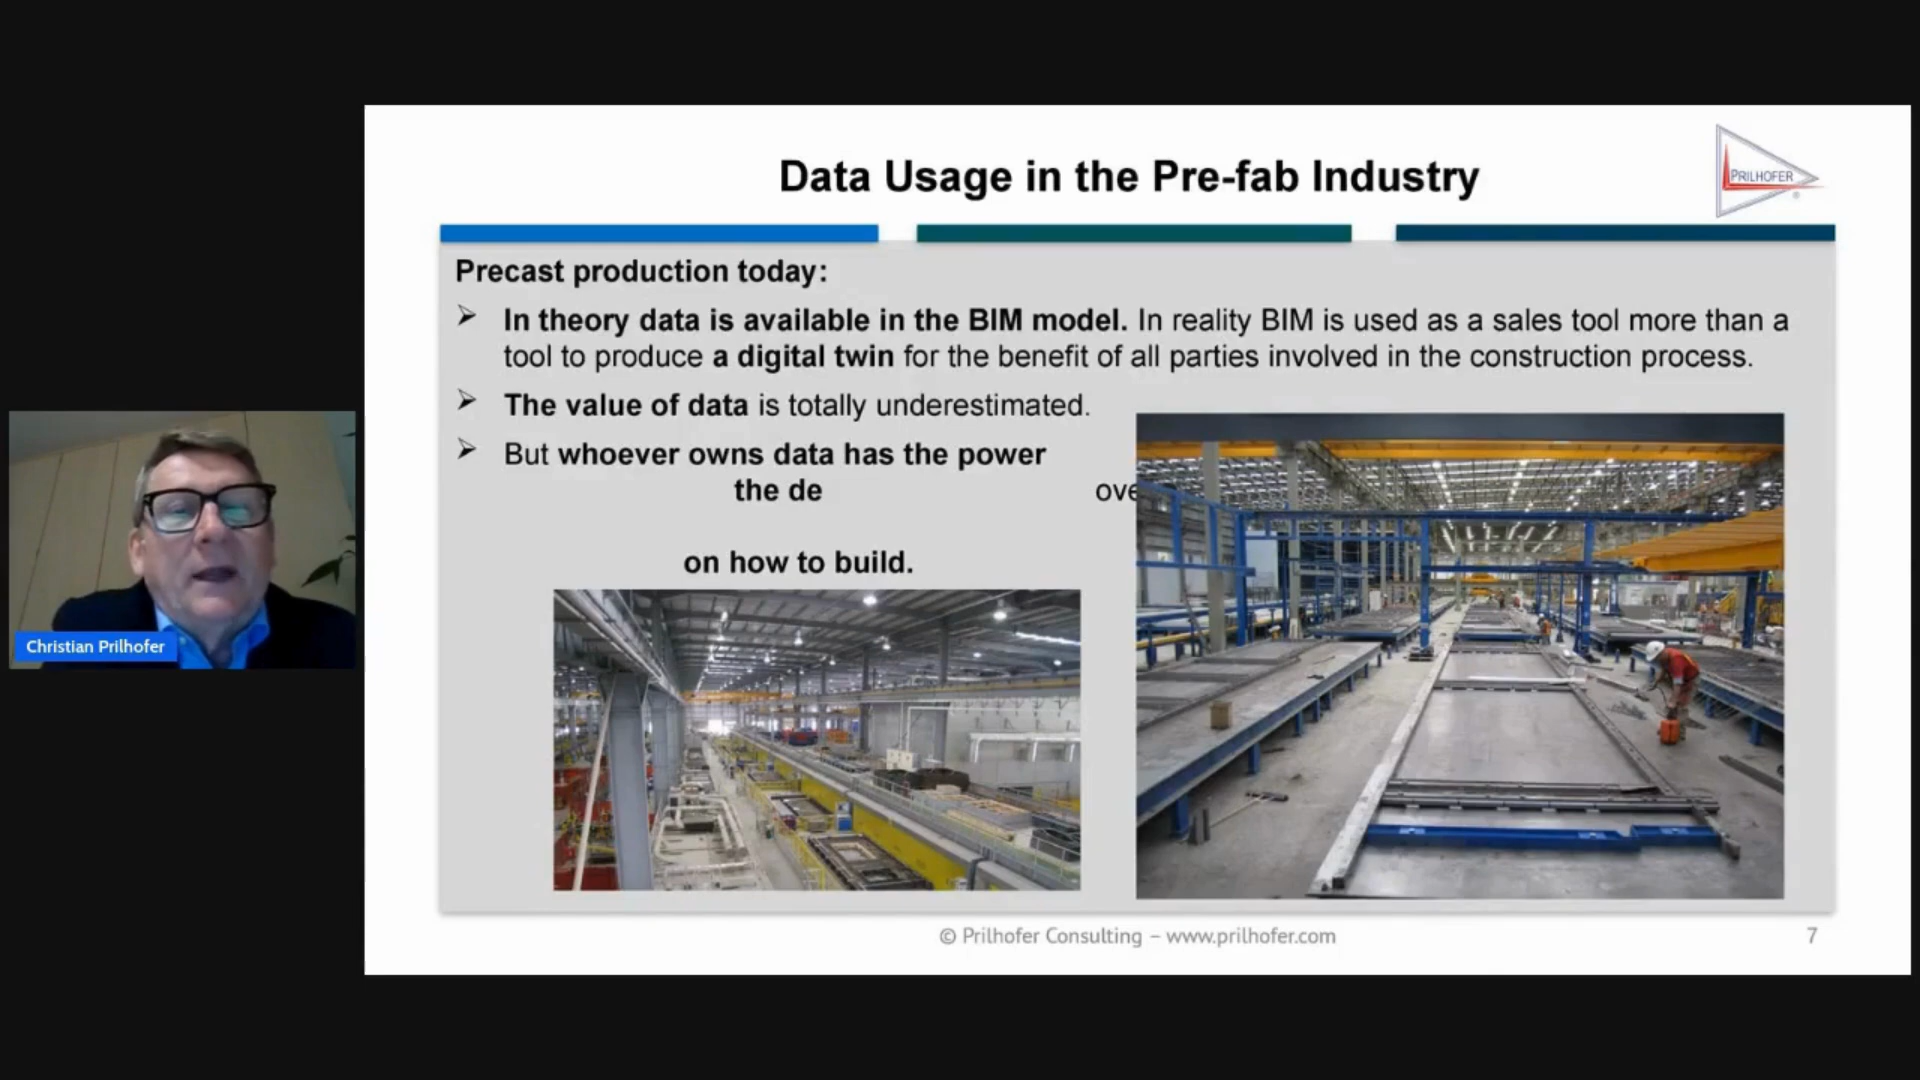 Data Usage in the Pre-fab Industry
PRILHOFER
®
Precast production today:
In theory data is available in the BIM model. In reality BIM is used as a sales tool more than a
tool to produce a digital twin for the benefit of all parties involved in the construction process.
The value of data is totally underestimated.
But whoever owns data has the power
the de ove
on how to build.
Christian Prilhofer
© Prilhofer Consulting – www.prilhofer.com
7